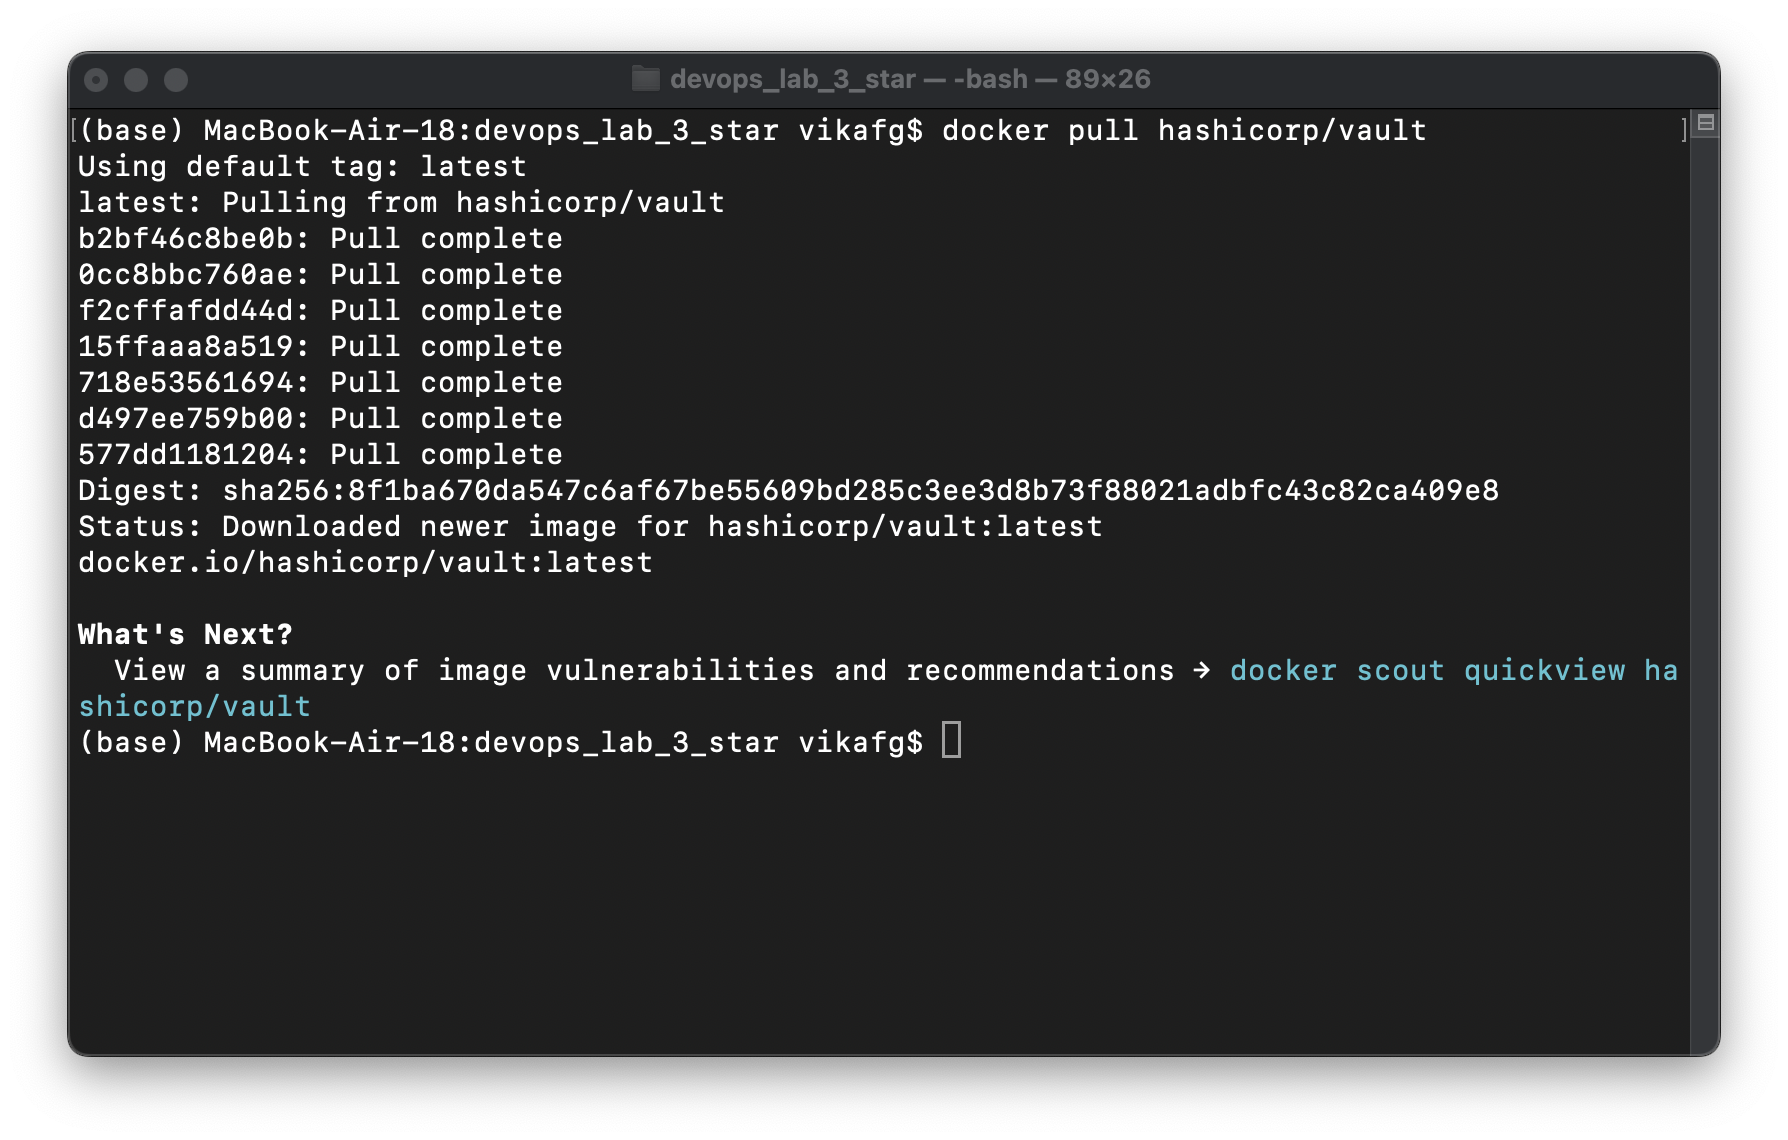 devops_lab_3_star — -bash — 89×26
[(base) MacBook-Air-18:devops_lab_3_star vikafg$ docker pull hashicorp/vault ]
Using default tag: latest
latest: Pulling from hashicorp/vault
b2bf46c8be0b: Pull complete
0cc8bbc760ae: Pull complete
f2cffafdd44d: Pull complete
15ffaaa8a519: Pull complete
718e53561694: Pull complete
d497ee759b00: Pull complete
577dd1181204: Pull complete
Digest: sha256:8f1ba670da547c6af67be55609bd285c3ee3d8b73f88021adbfc43c82ca409e8
Status: Downloaded newer image for hashicorp/vault:latest
docker.io/hashicorp/vault:latest
What's Next?
View a summary of image vulnerabilities and recommendations → docker scout quickview ha
shicorp/vault
(base) MacBook-Air-18:devops_lab_3_star vikafg$